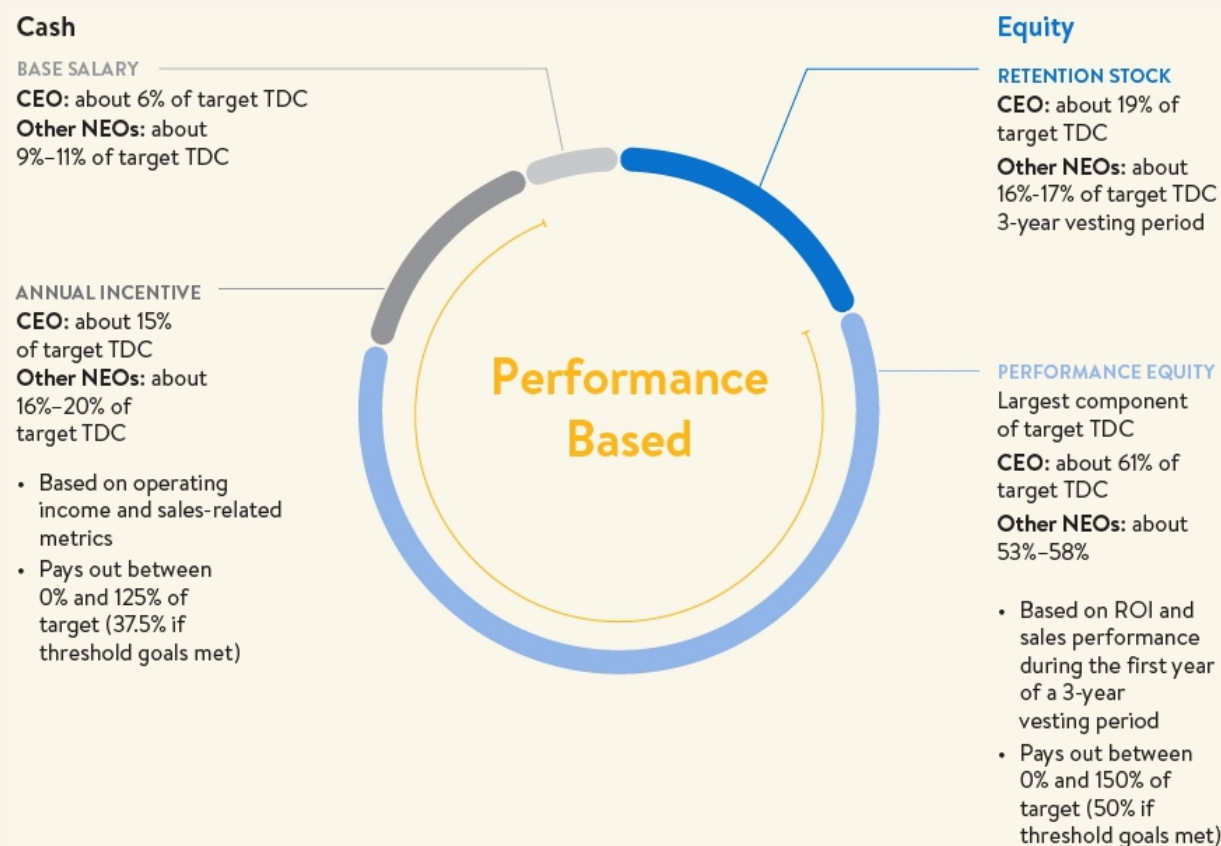 Cash
BASE SALARY
CEO: about 6% of target TDC
Other NEOs: about
9%–11% of target TDC
ANNUAL INCENTIVE
CEO: about 15%
of target TDC
Other NEOs: about
16%–20% of
target TDC
• Based on operating
income and sales-related
metrics
• Pays out between
0% and 125% of
target (37.5% if
threshold goals met)
Performance
Based
Equity
RETENTION STOCK
CEO: about 19% of
target TDC
Other NEOs: about
16%-17% of target TDC
3-year vesting period
PERFORMANCE EQUITY
Largest component
of target TDC
CEO: about 61% of
target TDC
Other NEOs: about
53%–58%
• Based on ROI and
sales performance
during the first year
of a 3-year
vesting period
• Pays out between
0% and 150% of
target (50% if
threshold goals met)